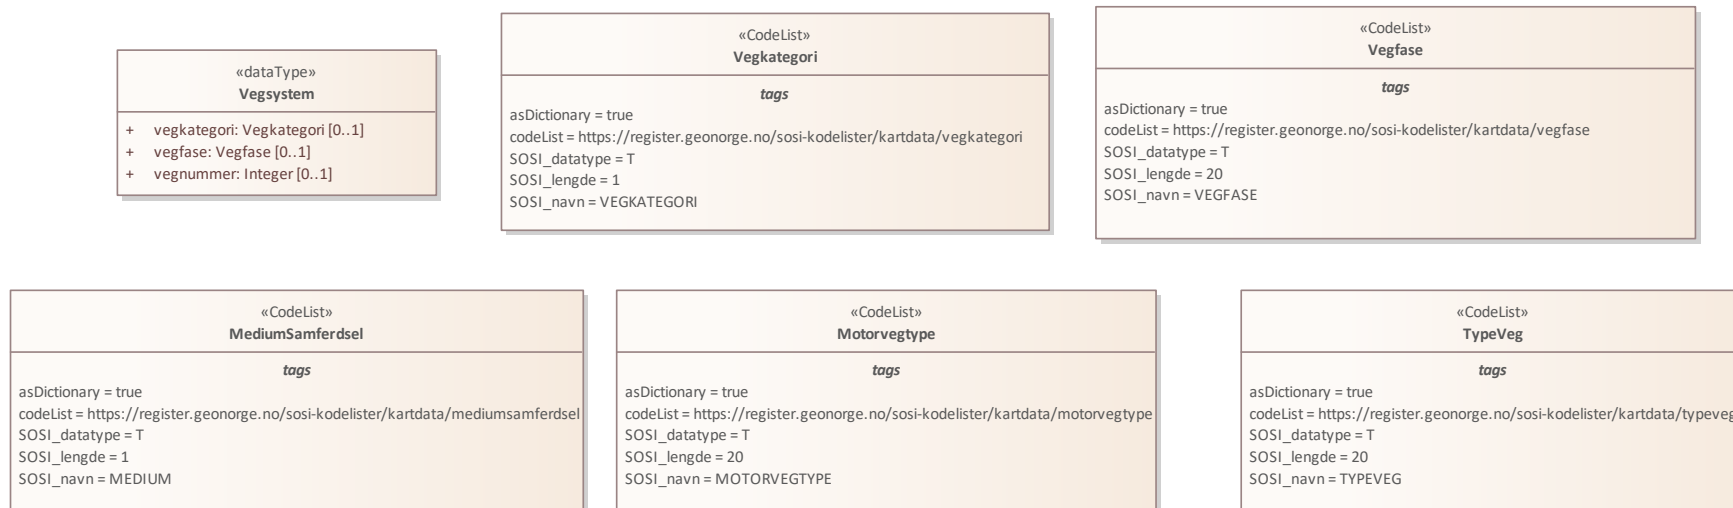 «dataType»
Vegsystem
+ vegkategori: Vegkategori [0..1]
+ vegfase: Vegfase [0..1]
+ vegnummer: Integer [0..1]
«CodeList»
Vegkategori
tags
asDictionary = true
codeList = https://register.geonorge.no/sosi-kodelister/kartdata/vegkategori
SOSI_datatype = T
SOSI_lengde = 1
SOSI_navn = VEGKATEGORI
«CodeList»
Vegfase
tags
asDictionary = true
codeList = https://register.geonorge.no/sosi-kodelister/kartdata/vegfase
SOSI_datatype = T
SOSI_lengde = 20
SOSI_navn = VEGFASE
«CodeList»
MediumSamferdsel
tags
asDictionary = true
codeList = https://register.geonorge.no/sosi-kodelister/kartdata/mediumsamferdsel
SOSI_datatype = T
SOSI_lengde = 1
SOSI_navn = MEDIUM
«CodeList»
Motorvegtype
tags
asDictionary = true
codeList = https://register.geonorge.no/sosi-kodelister/kartdata/motorvegtype
SOSI_datatype = T
SOSI_lengde = 20
SOSI_navn = MOTORVEGTYPE
«CodeList»
TypeVeg
tags
asDictionary = true
codeList = https://register.geonorge.no/sosi-kodelister/kartdata/typeveg
SOSI_datatype = T
SOSI_lengde = 20
SOSI_navn = TYPEVEG